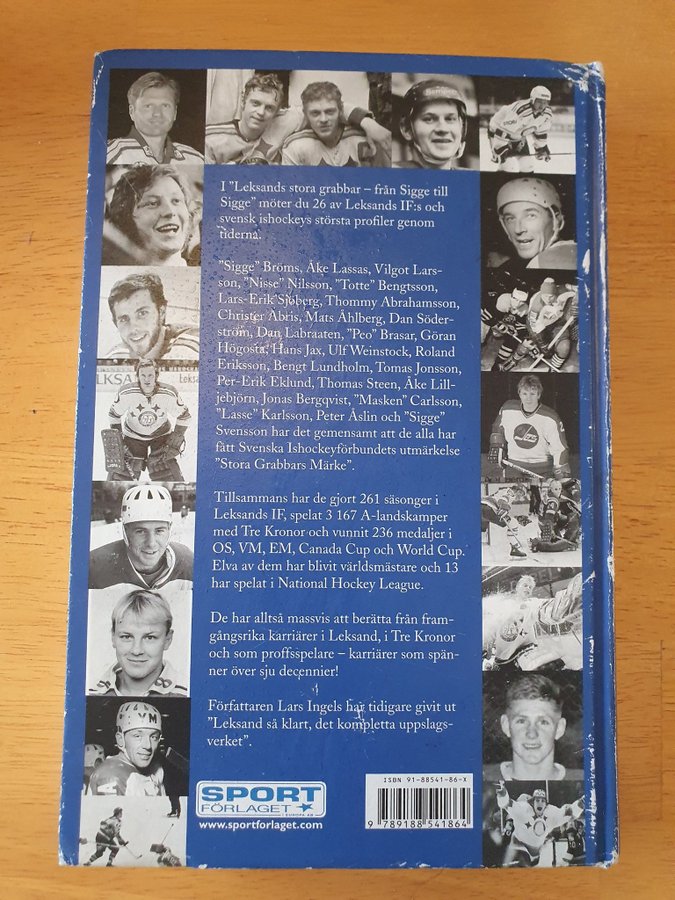 I "Leksands stora grabbar – från Sigge till
Sigge" möter du 26 av Leksands IF:s och
svensk ishockeys största profiler genom
tiderna.
"Sigge" Bröms, Åke Lassas, Vilgot Lars-
son, "Nisse" Nilsson, "Totte" Bengtsson,
Lars-Erik Sjöberg, Thommy Abrahamsson,
Christer Abris, Mats Åhlberg, Dan Söder-
ström, Dan Labraaten, "Peo" Brasar, Göran
Högosta, Hans Jax, Ulf Weinstock, Roland
Eriksson, Bengt Lundholm, Tomas Jonsson,
Per-Erik Eklund, Thomas Steen, Åke Lill-
jebjörn, Jonas Bergqvist, "Masken" Carlsson,
"Lasse" Karlsson, Peter Åslin och "Sigge"
Svensson har det gemensamt att de alla har
fått Svenska Ishockeyförbundets utmärkelse
"Stora Grabbars Märke".
Tillsammans har de gjort 261 säsonger i
Leksands IF, spelat 3 167 A-landskamper
med Tre Kronor och vunnit 236 medaljer i
OS, VM, EM, Canada Cup och World Cup.
Elva av dem har blivit världsmästare och 13
har spelat i National Hockey League.
De har alltså massvis att berätta från fram-
gångsrika karriärer i Leksand, i Tre Kronor
och som proffsspelare – karriärer som spän-
ner över sju decennier!
Författaren Lars Ingels har tidigare givit ut
"Leksand så klart, det kompletta uppslags-
verket".
SPORT
FÖRLAGET
I EUROPA AB
www.sportforlaget.com
ISBN 91-88541-86-X
9 789188 541864
LEKSA
VM
4